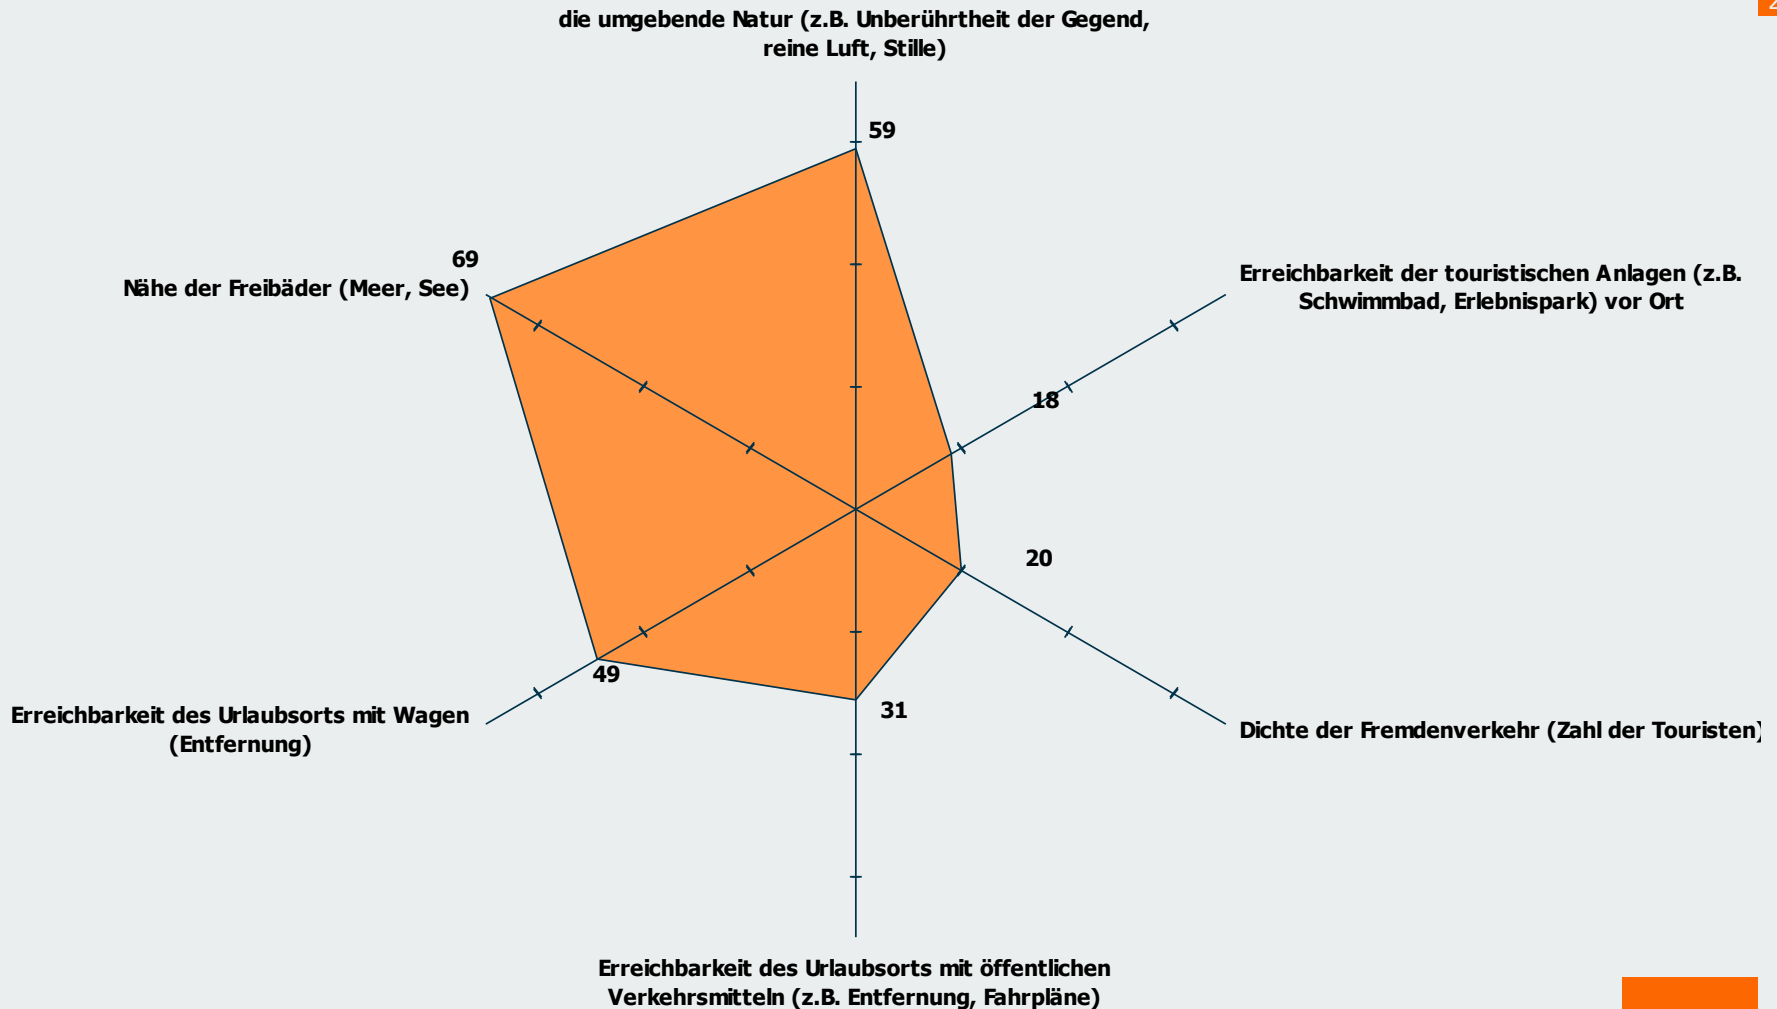 die umgebende Natur (z.B. Unberührtheit der Gegend,
reine Luft, Stille)
59
69
Nähe der Freibäder (Meer, See)
Erreichbarkeit der touristischen Anlagen (z.B.
Schwimmbad, Erlebnispark) vor Ort
18
20
49
31
Erreichbarkeit des Urlaubsorts mit Wagen
(Entfernung)
Dichte der Fremdenverkehr (Zahl der Touristen)
Erreichbarkeit des Urlaubsorts mit öffentlichen
Verkehrsmitteln (z.B. Entfernung, Fahrpläne)